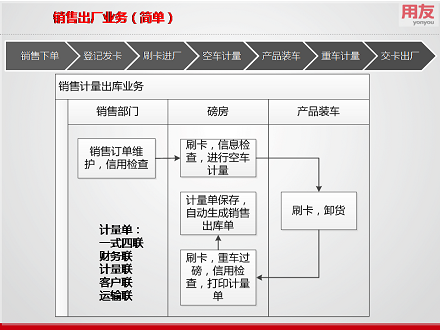 销售出厂业务（简单）
用友
yonyou
销售下单
登记发卡
刷卡进厂
空车计量
产品装车
重车计量
交卡出厂
销售计量出库业务
销售部门
磅房
产品装车
销售订单维
护，信用检查
刷卡，信息检
查，进行空车
计量
计量单保存，
自动生成销售
出库单
刷卡，卸货
刷卡，重车过
磅，信用检
查，打印计量
单
计量单：
一式四联
财务联
计量联
客户联
运输联